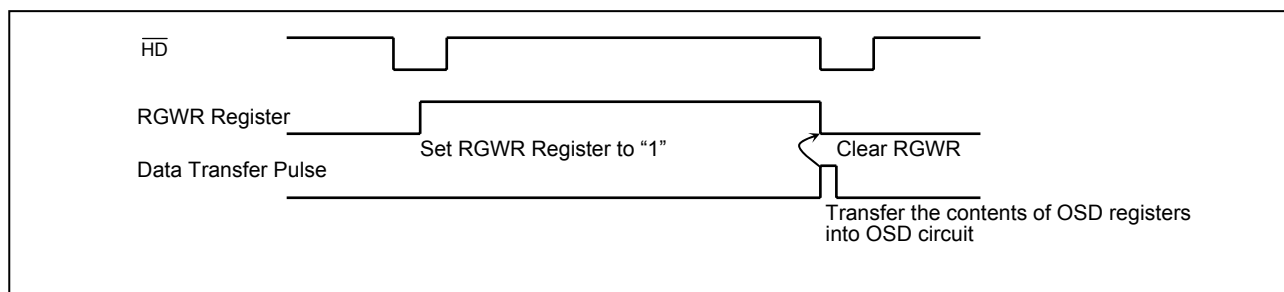 HD
RGWR Register
Set RGWR Register to “1”
Clear RGWR
Data Transfer Pulse
Transfer the contents of OSD registers
into OSD circuit